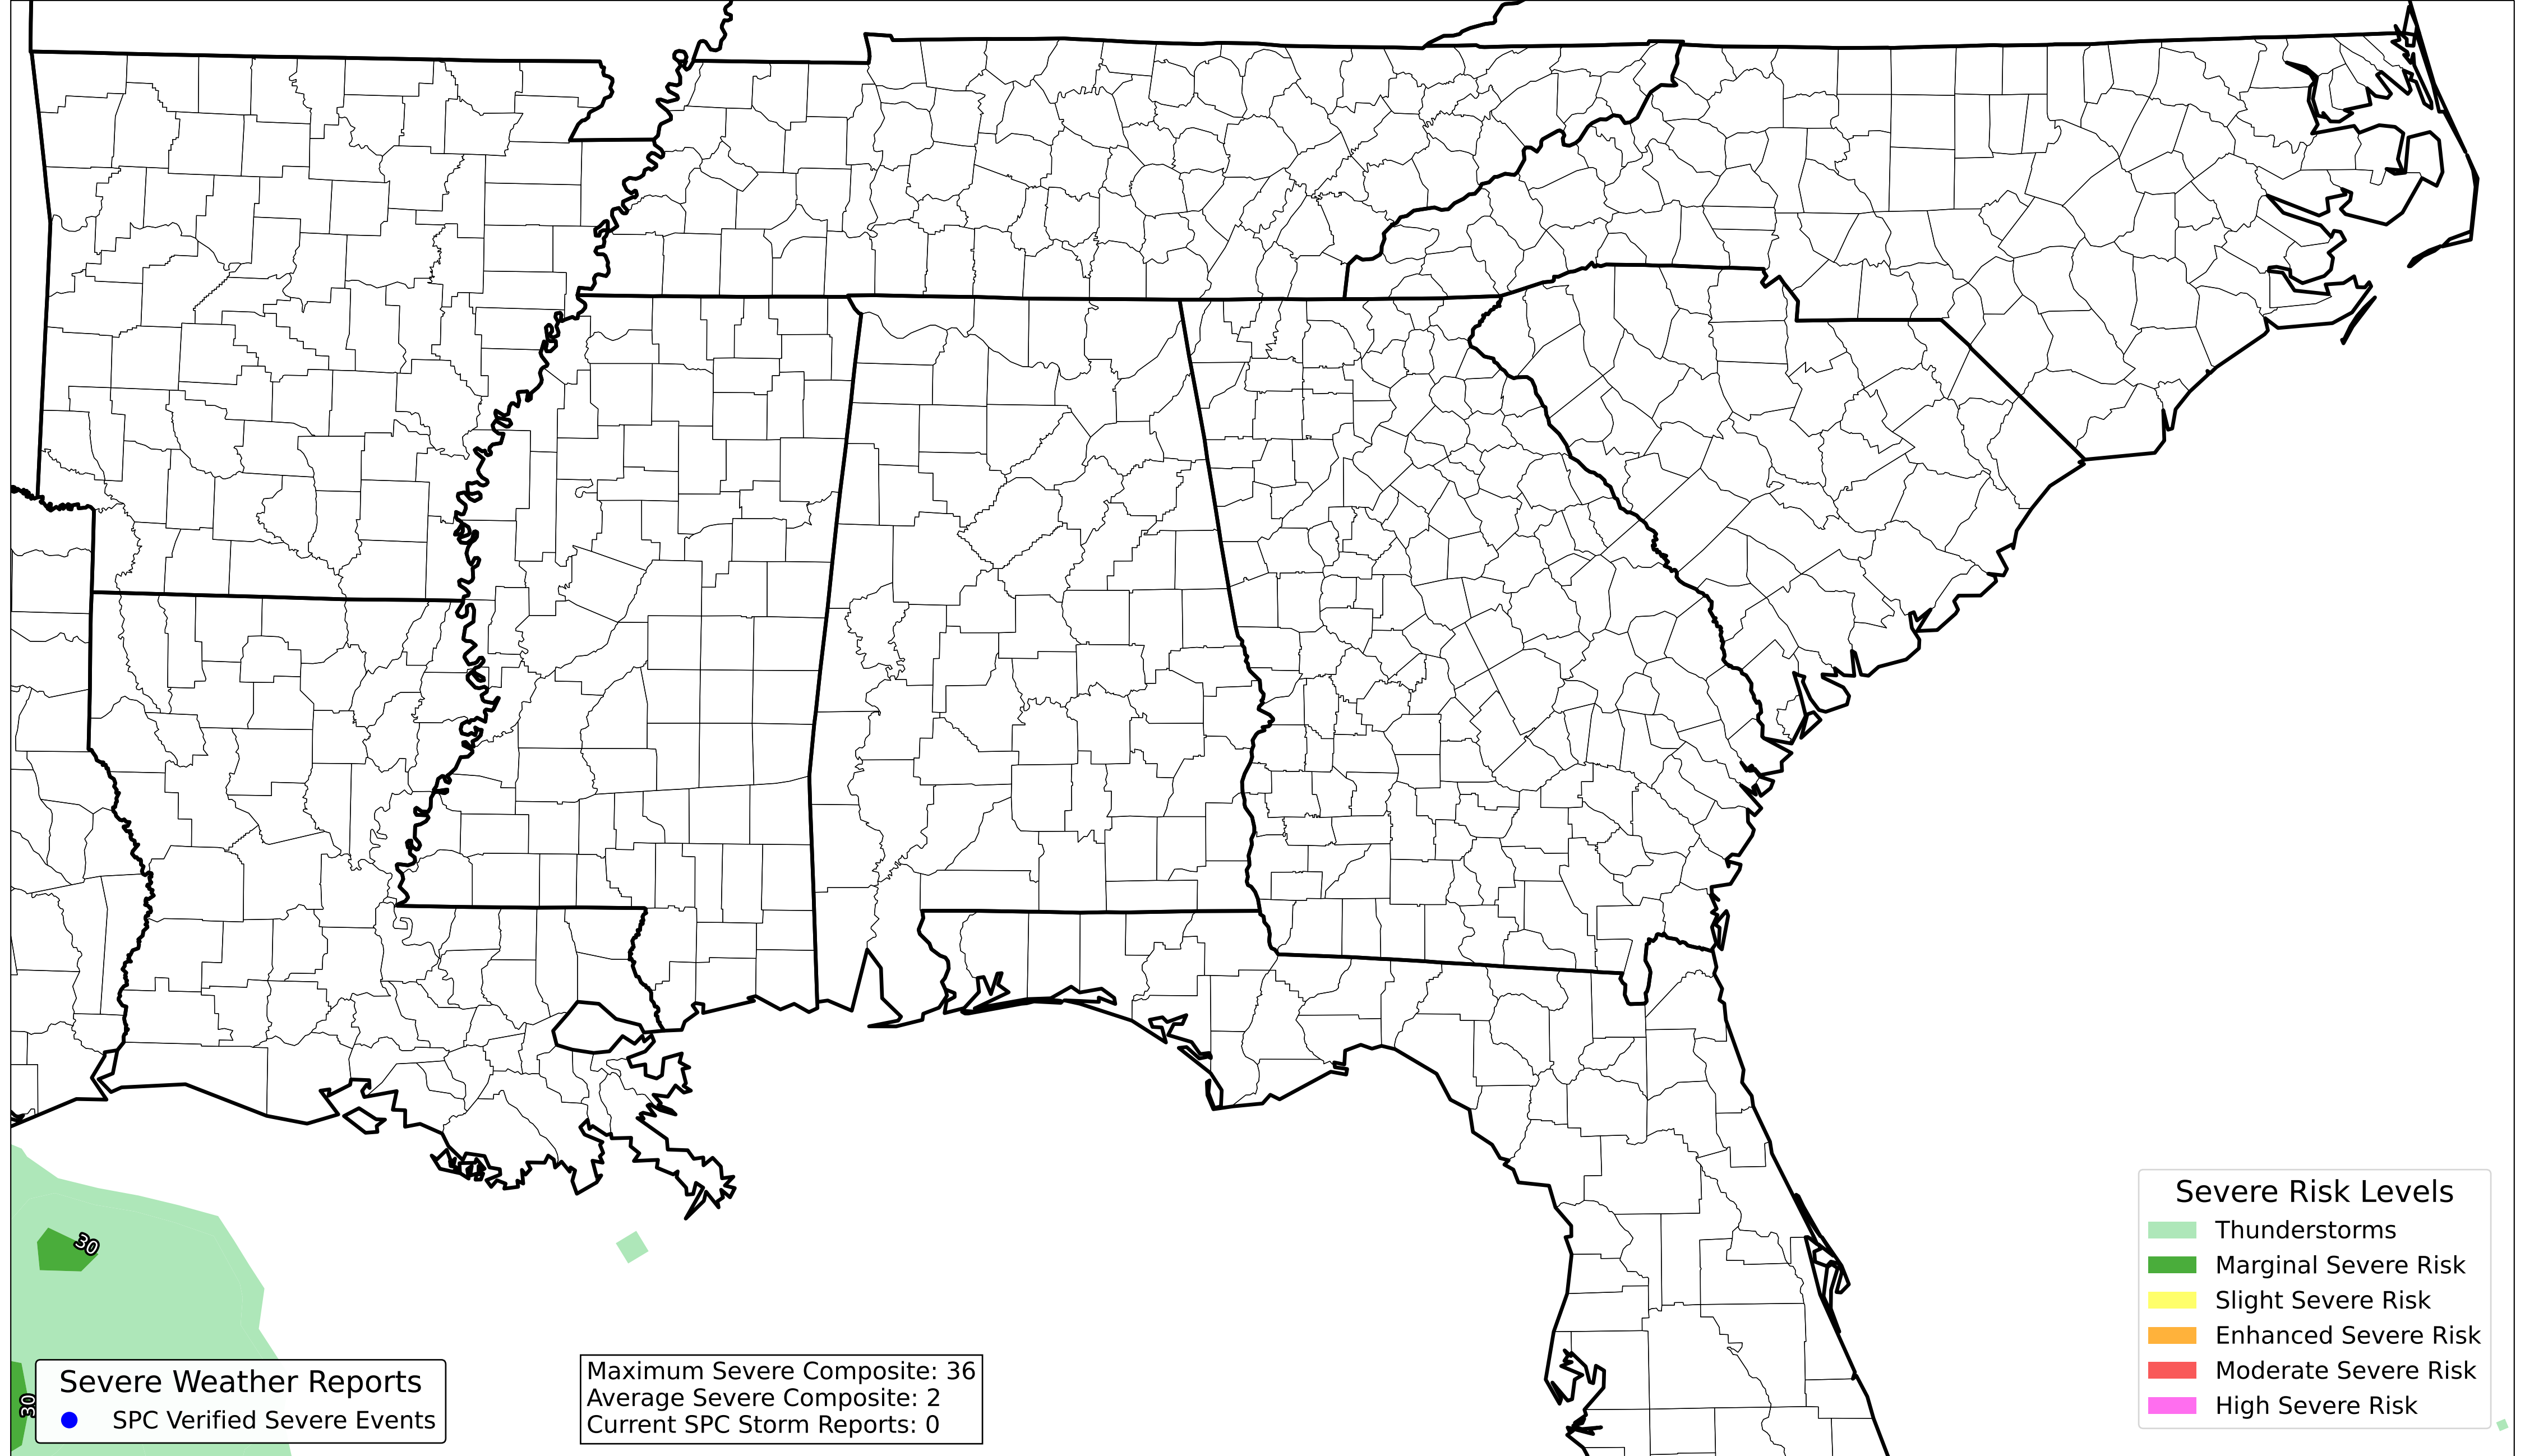 30
30
Severe Weather Reports
SPC Verified Severe Events
Maximum Severe Composite: 36
Average Severe Composite: 2
Current SPC Storm Reports: 0
Severe Risk Levels
Thunderstorms
Marginal Severe Risk
Slight Severe Risk
Enhanced Severe Risk
Moderate Severe Risk
High Severe Risk